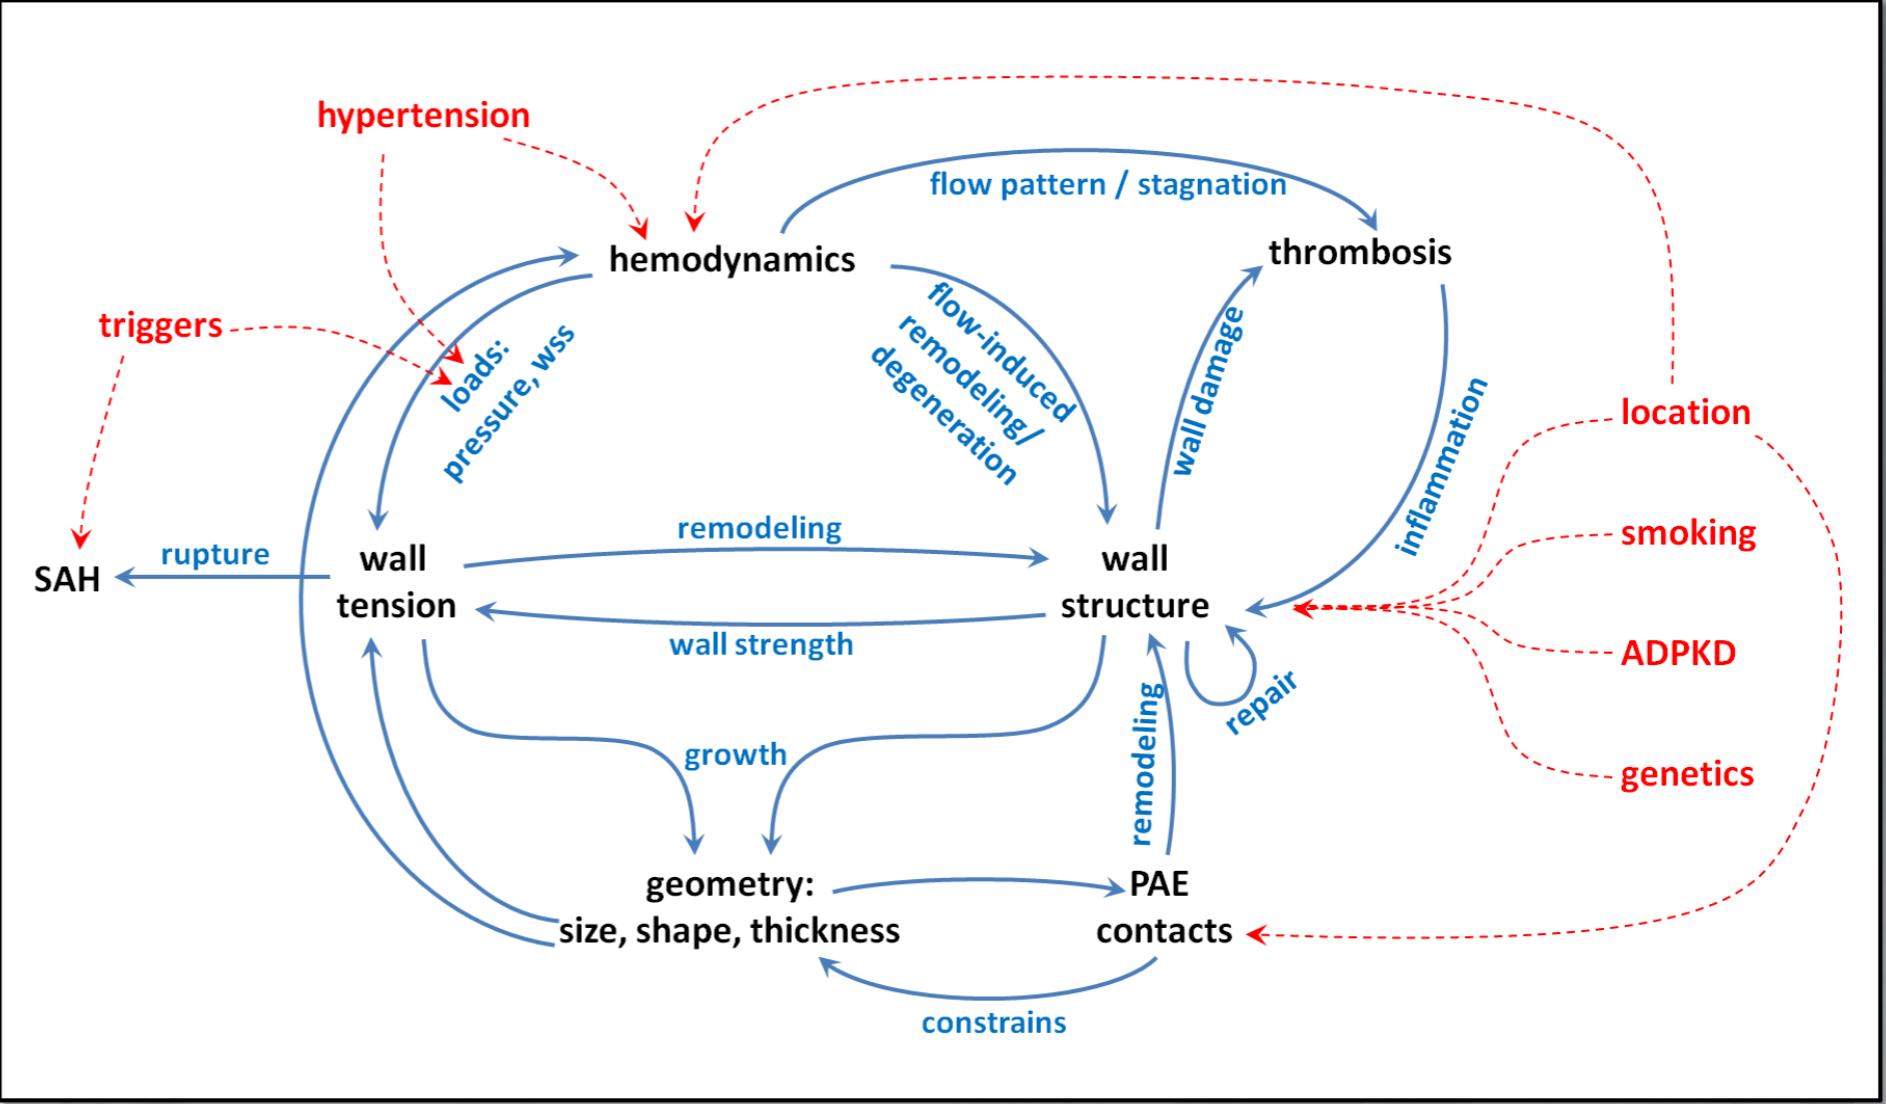 hypertension
flow pattern / stagnation
hemodynamics
thrombosis
triggers
loads:
pressure, wss
flow-induced
remodeling/
degeneration
wall damage
inflammation
location
smoking
ADPKD
genetics
SAH
rupture
wall
tension
remodeling
wall strength
wall
structure
repair
growth
remodeling
geometry:
size, shape, thickness
PAE
contacts
constrains